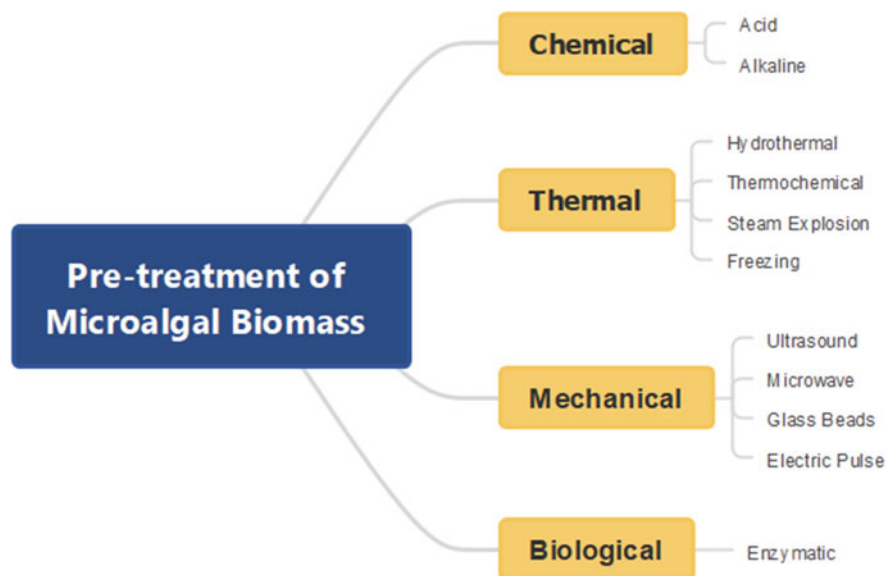 Pre-treatment of
Microalgal Biomass
Chemical
Acid
Alkaline
Thermal
Hydrothermal
Thermochemical
Steam Explosion
Freezing
Mechanical
Ultrasound
Microwave
Glass Beads
Electric Pulse
Biological
Enzymatic